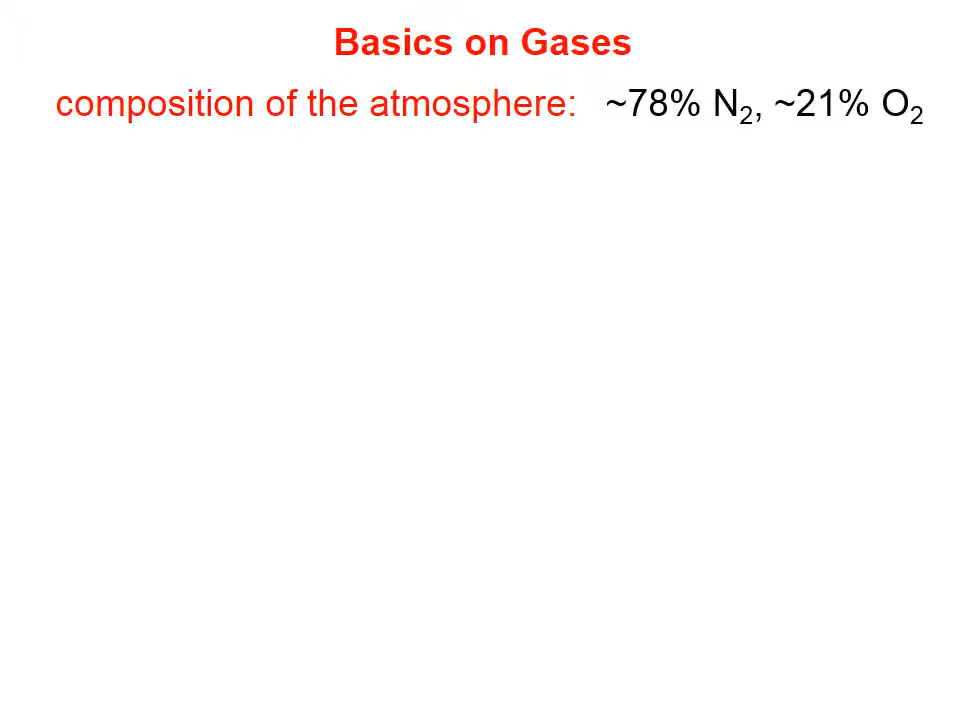 Basics on Gases
composition of the atmosphere: ~78% N₂, ~21% O₂